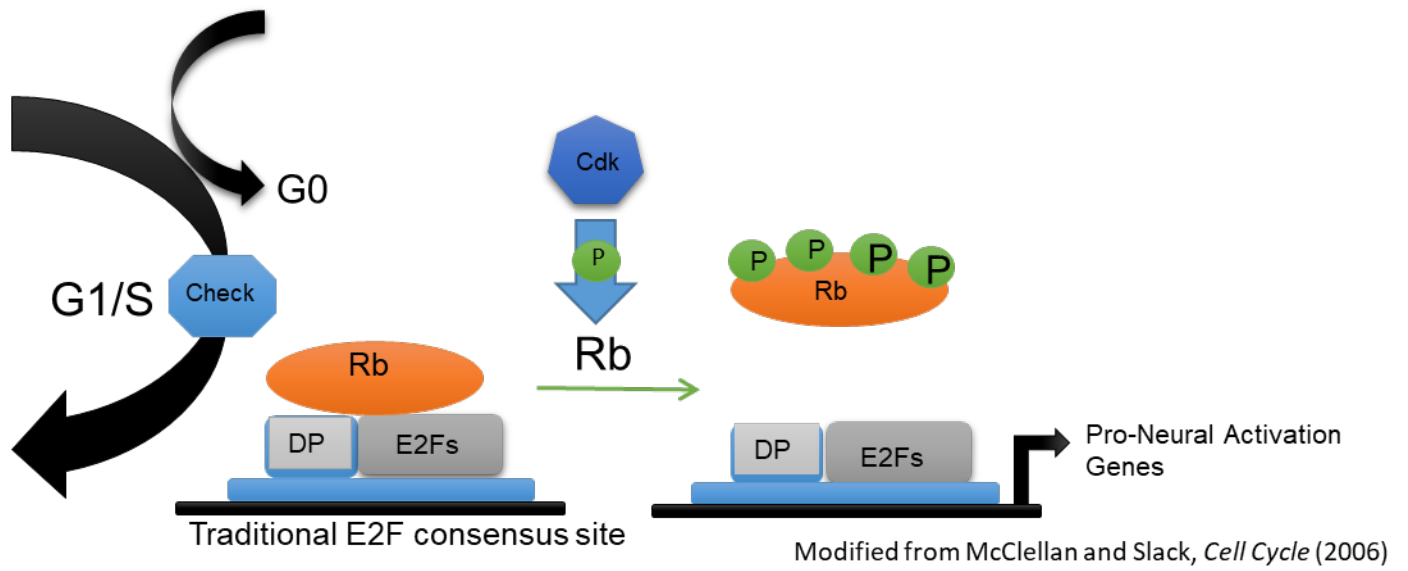 G0
G1/S
Check
Rb
DP
E2Fs
Traditional E2F consensus site
Cdk
P
Rb
P
P
P
P
Rb
DP
E2Fs
Pro-Neural Activation
Genes
Modified from McClellan and Slack, Cell Cycle (2006)